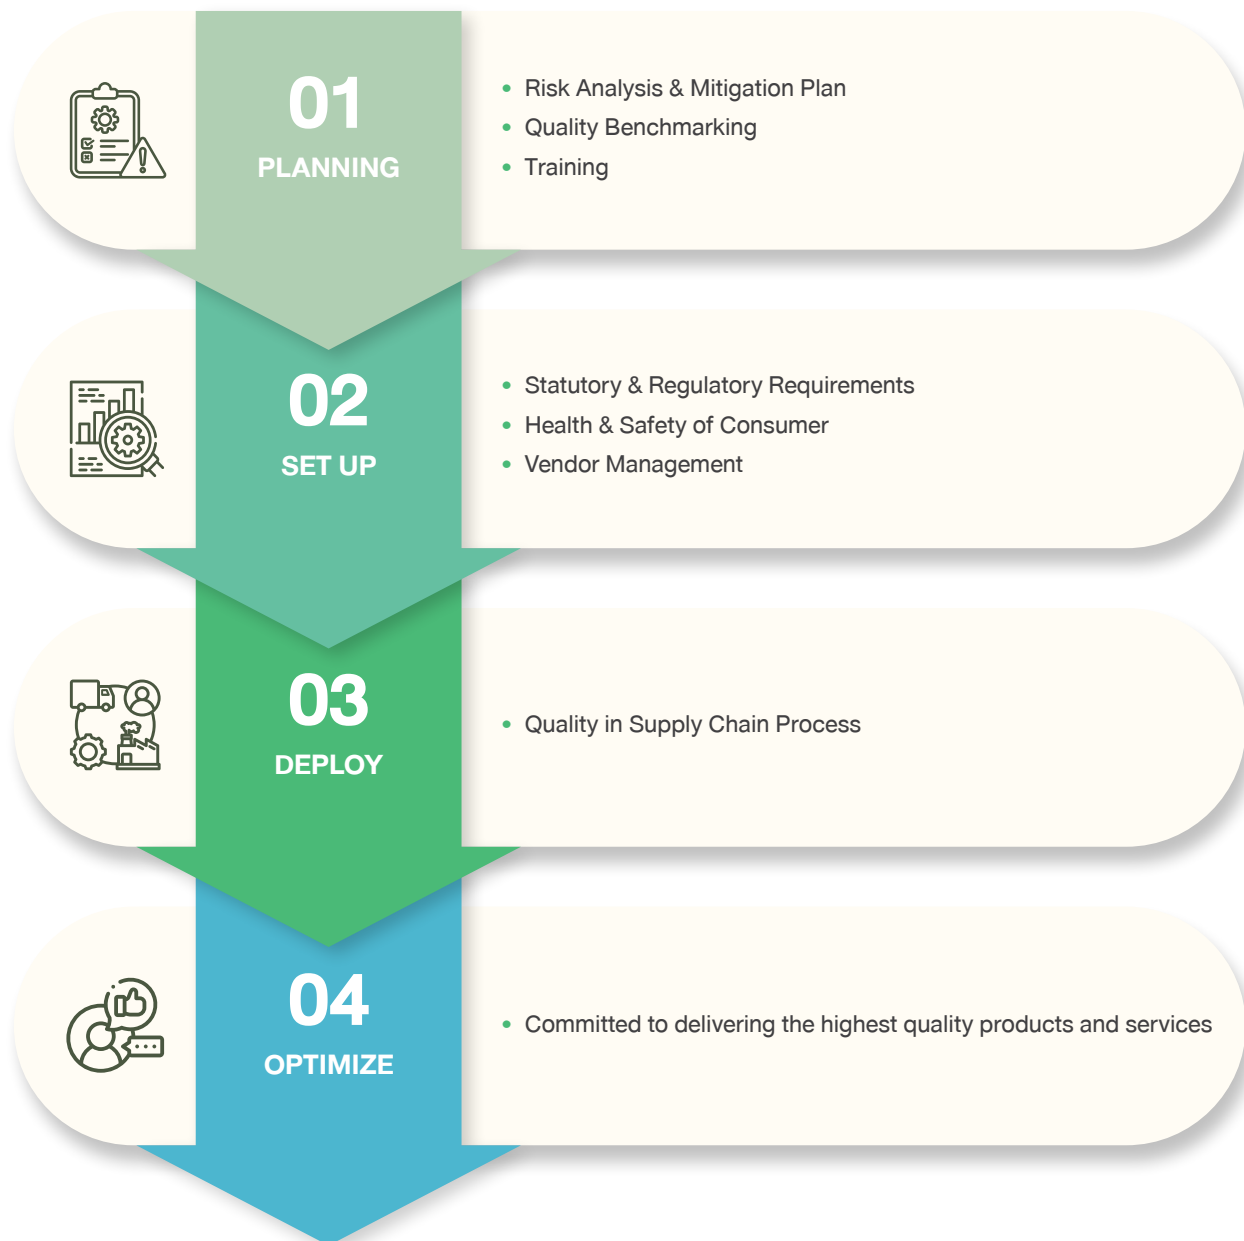 01
PLANNING
• Risk Analysis & Mitigation Plan
• Quality Benchmarking
• Training
02
SET UP
• Statutory & Regulatory Requirements
• Health & Safety of Consumer
• Vendor Management
03
DEPLOY
• Quality in Supply Chain Process
04
OPTIMIZE
• Committed to delivering the highest quality products and services